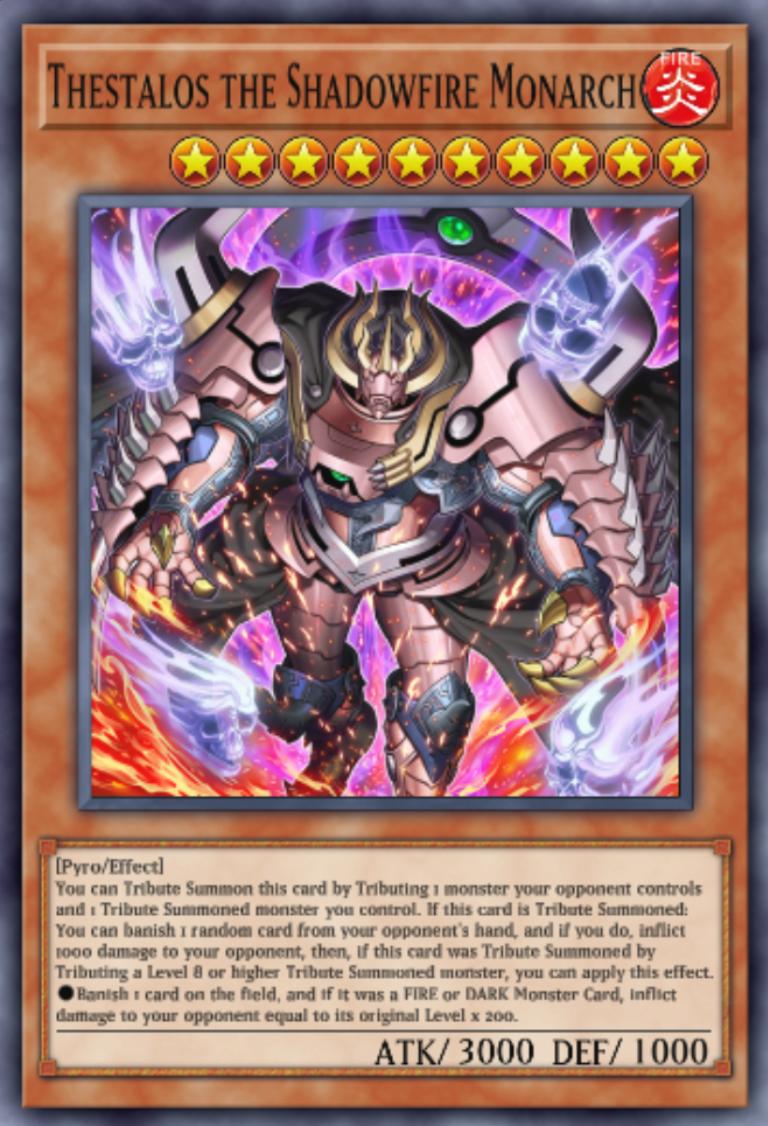 Thestalos the Shadowfire Monarch
FIRE
炎
[Pyro/Effect]
You can Tribute Summon this card by Tributing 1 monster your opponent controls
and 1 Tribute Summoned monster you control. If this card is Tribute Summoned:
You can banish 1 random card from your opponent's hand, and if you do, inflict
1000 damage to your opponent, then, if this card was Tribute Summoned by
Tributing a Level 8 or higher Tribute Summoned monster, you can apply this effect.
●Banish 1 card on the field, and if it was a FIRE or DARK Monster Card, inflict
damage to your opponent equal to its original Level x 200.
ATK/ 3000 DEF/ 1000